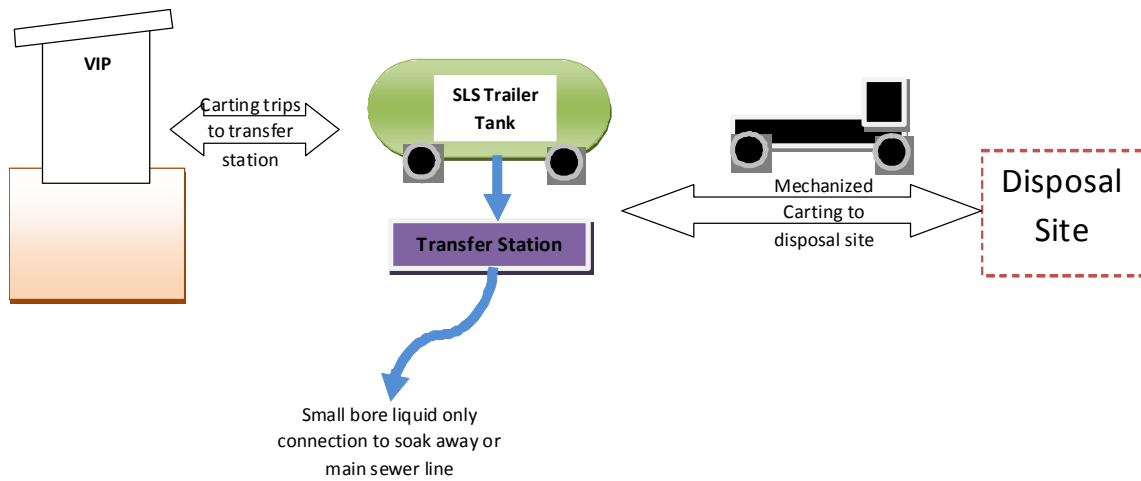 VIP
Carting trips
to transfer
station
SLS Trailer
Tank
Transfer Station
Small bore liquid only
connection to soak away or
main sewer line
Mechanized
Carting to
disposal site
Disposal
Site